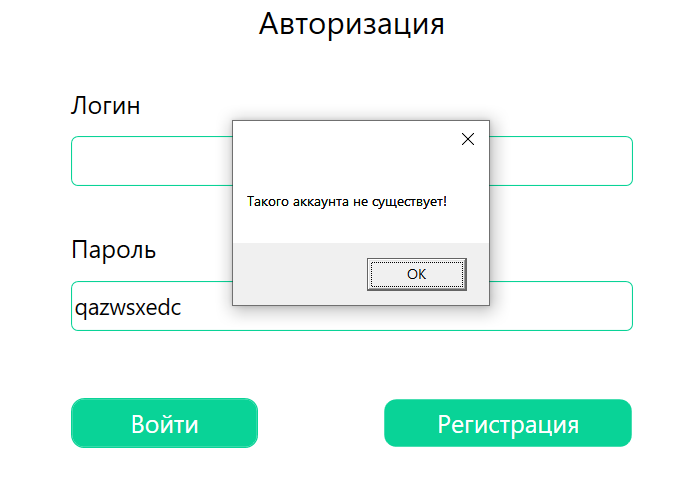 Авторизация
Логин
Такого аккаунта не существует!
Пароль
OK
qazwsxedc
Войти
Регистрация